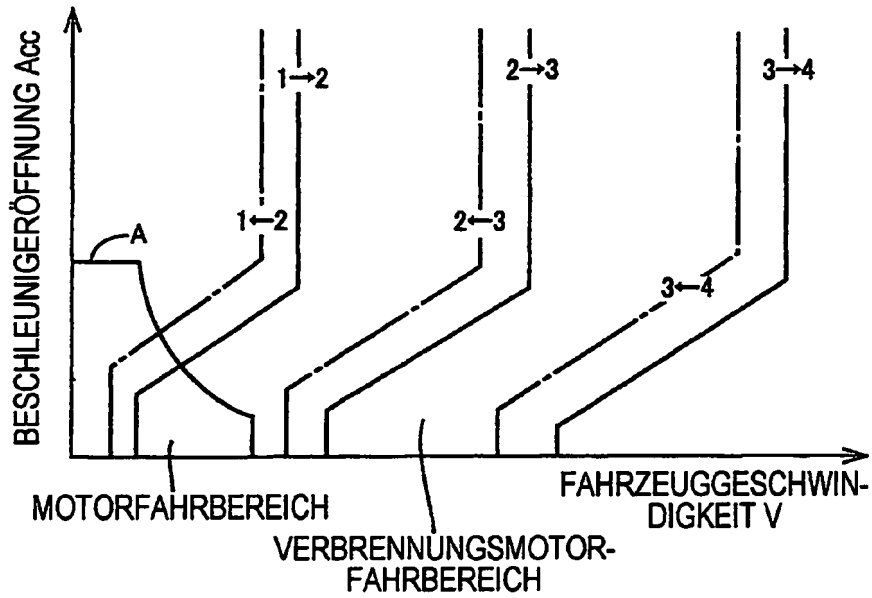 BESCHLEUNIGERÖFFNUNG Acc
1→2
2→3
3→4
1←2
2←3
3←4
A
MOTORFAHRBEREICH
VERBRENNUNGSMOTOR-
FAHRBEREICH
FAHRZEUGGESCHWIN-
DIGKEIT V